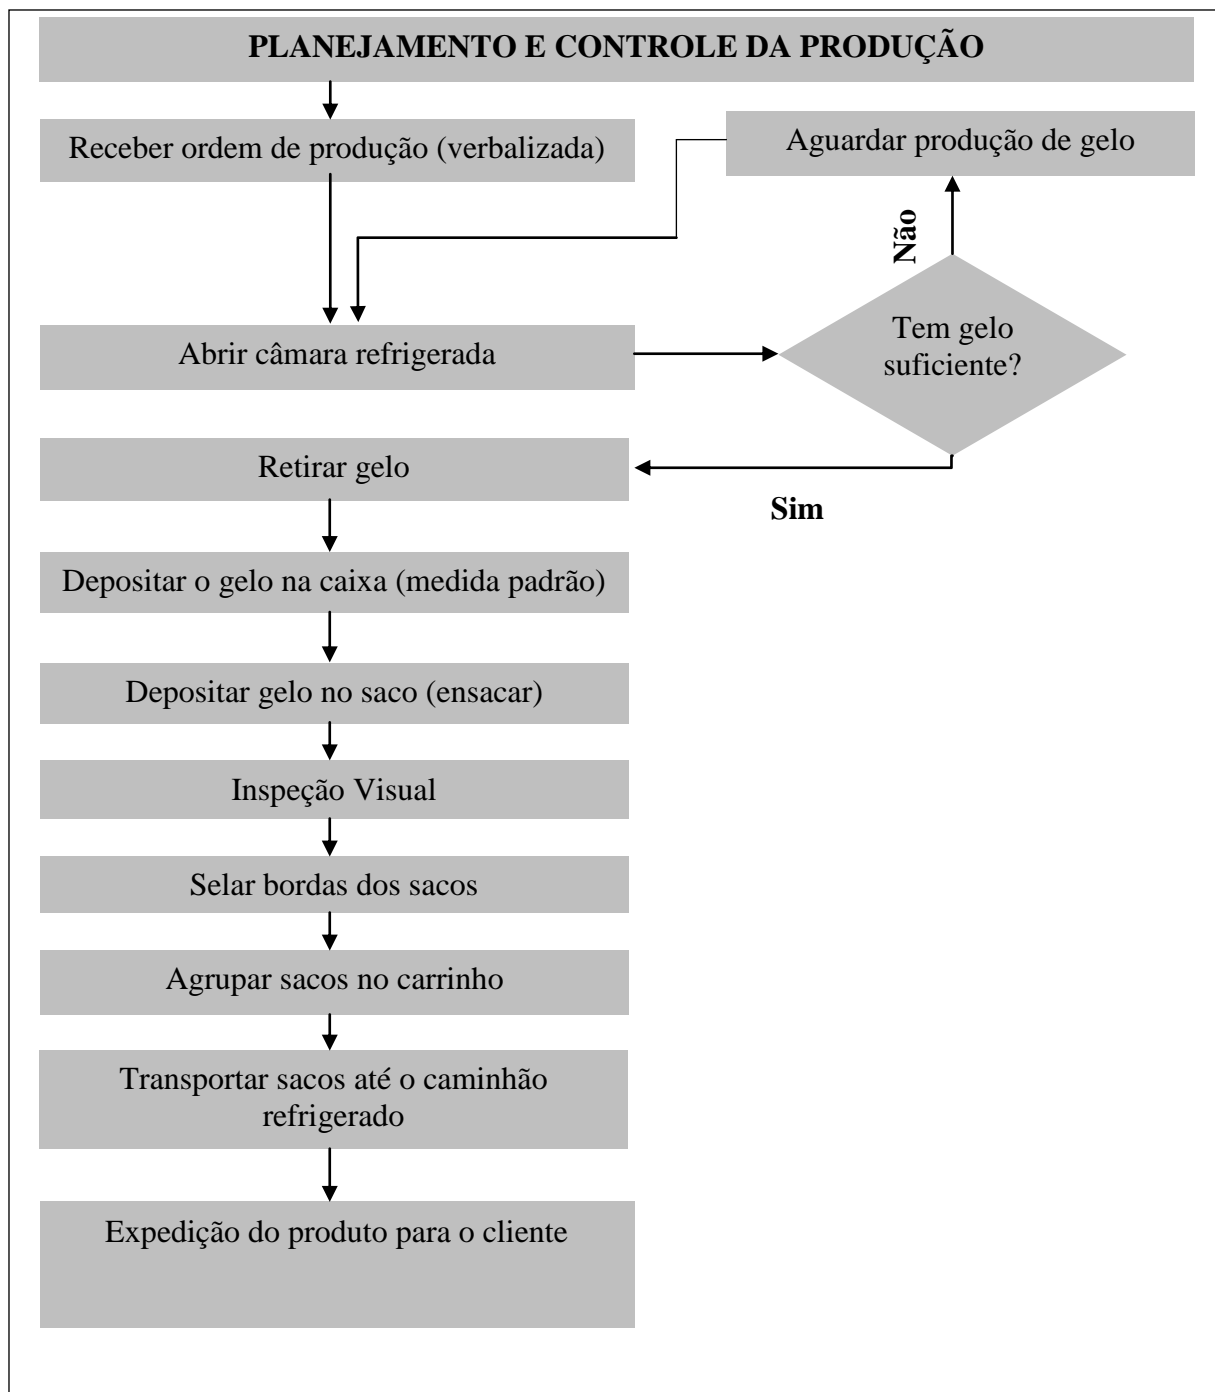 PLANEJAMENTO E CONTROLE DA PRODUÇÃO
Receber ordem de produção (verbalizada)
Aguardar produção de gelo
Não
Abrir câmara refrigerada
Tem gelo
suficiente?
Retirar gelo
Sim
Depositar o gelo na caixa (medida padrão)
Depositar gelo no saco (ensacar)
Inspeção Visual
Selar bordas dos sacos
Agrupar sacos no carrinho
Transportar sacos até o caminhão
refrigerado
Expedição do produto para o cliente